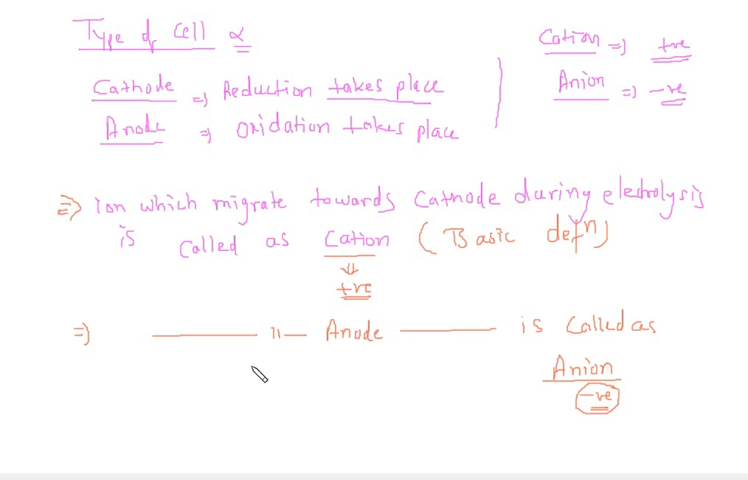 Type of cell α
Cathode => Reduction takes place
Anode => Oxidation takes place
Cation => +ve
Anion => -ve
=> Ion which migrate towards Cathode during electrolysis
is called as Cation (Basic defn)
⇓
+ve
=> ——— 11— Anode ——— is called as
Anion
-ve